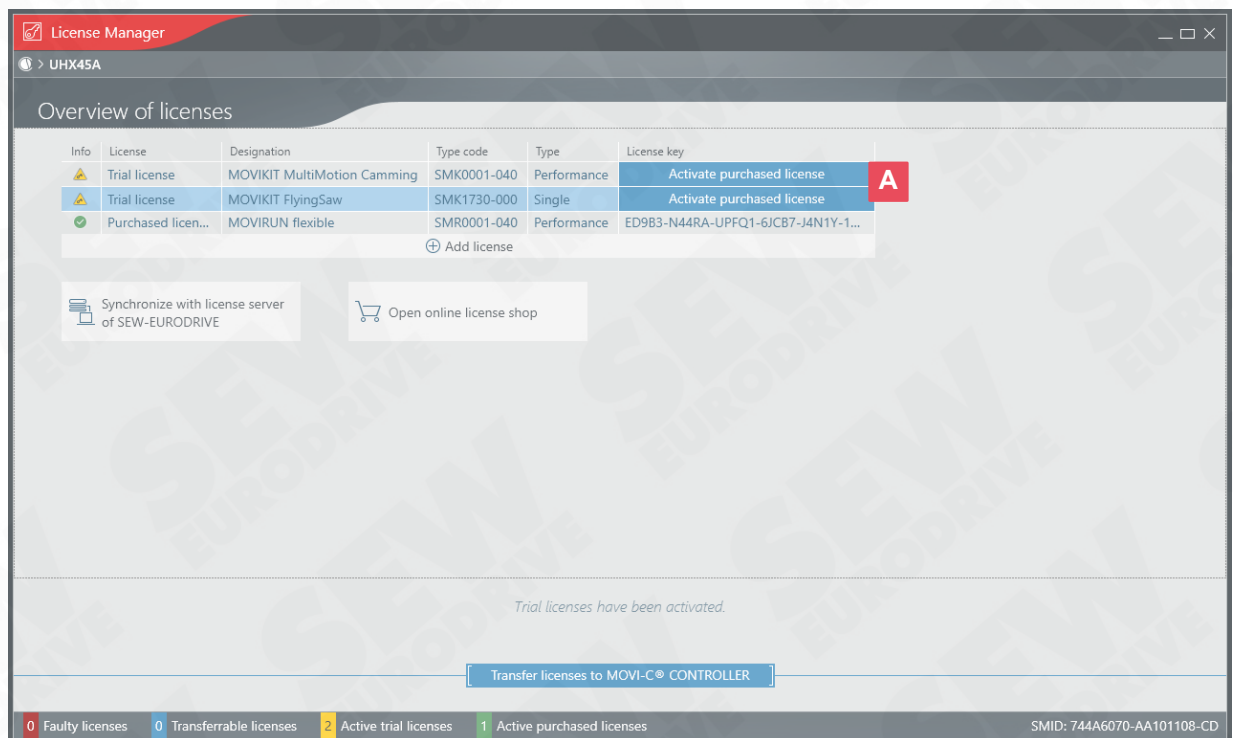 License Manager
> UHX45A
Overview of licenses
Info License Designation Type code Type License key
Trial license MOVIKIT MultiMotion Camming SMK0001-040 Performance Activate purchased license
A
Trial license MOVIKIT FlyingSaw SMK1730-000 Single Activate purchased license
Purchased licen... MOVIRUN flexible SMR0001-040 Performance ED9B3-N44RA-UPFQ1-6JCB7-J4N1Y-1...
Add license
Synchronize with license server
of SEW-EURODRIVE
Open online license shop
Trial licenses have been activated.
Transfer licenses to MOVI-C® CONTROLLER
0 Faulty licenses 0 Transferrable licenses 2 Active trial licenses 1 Active purchased licenses SMID: 744A6070-AA101108-CD
SEW
EURODRIVE